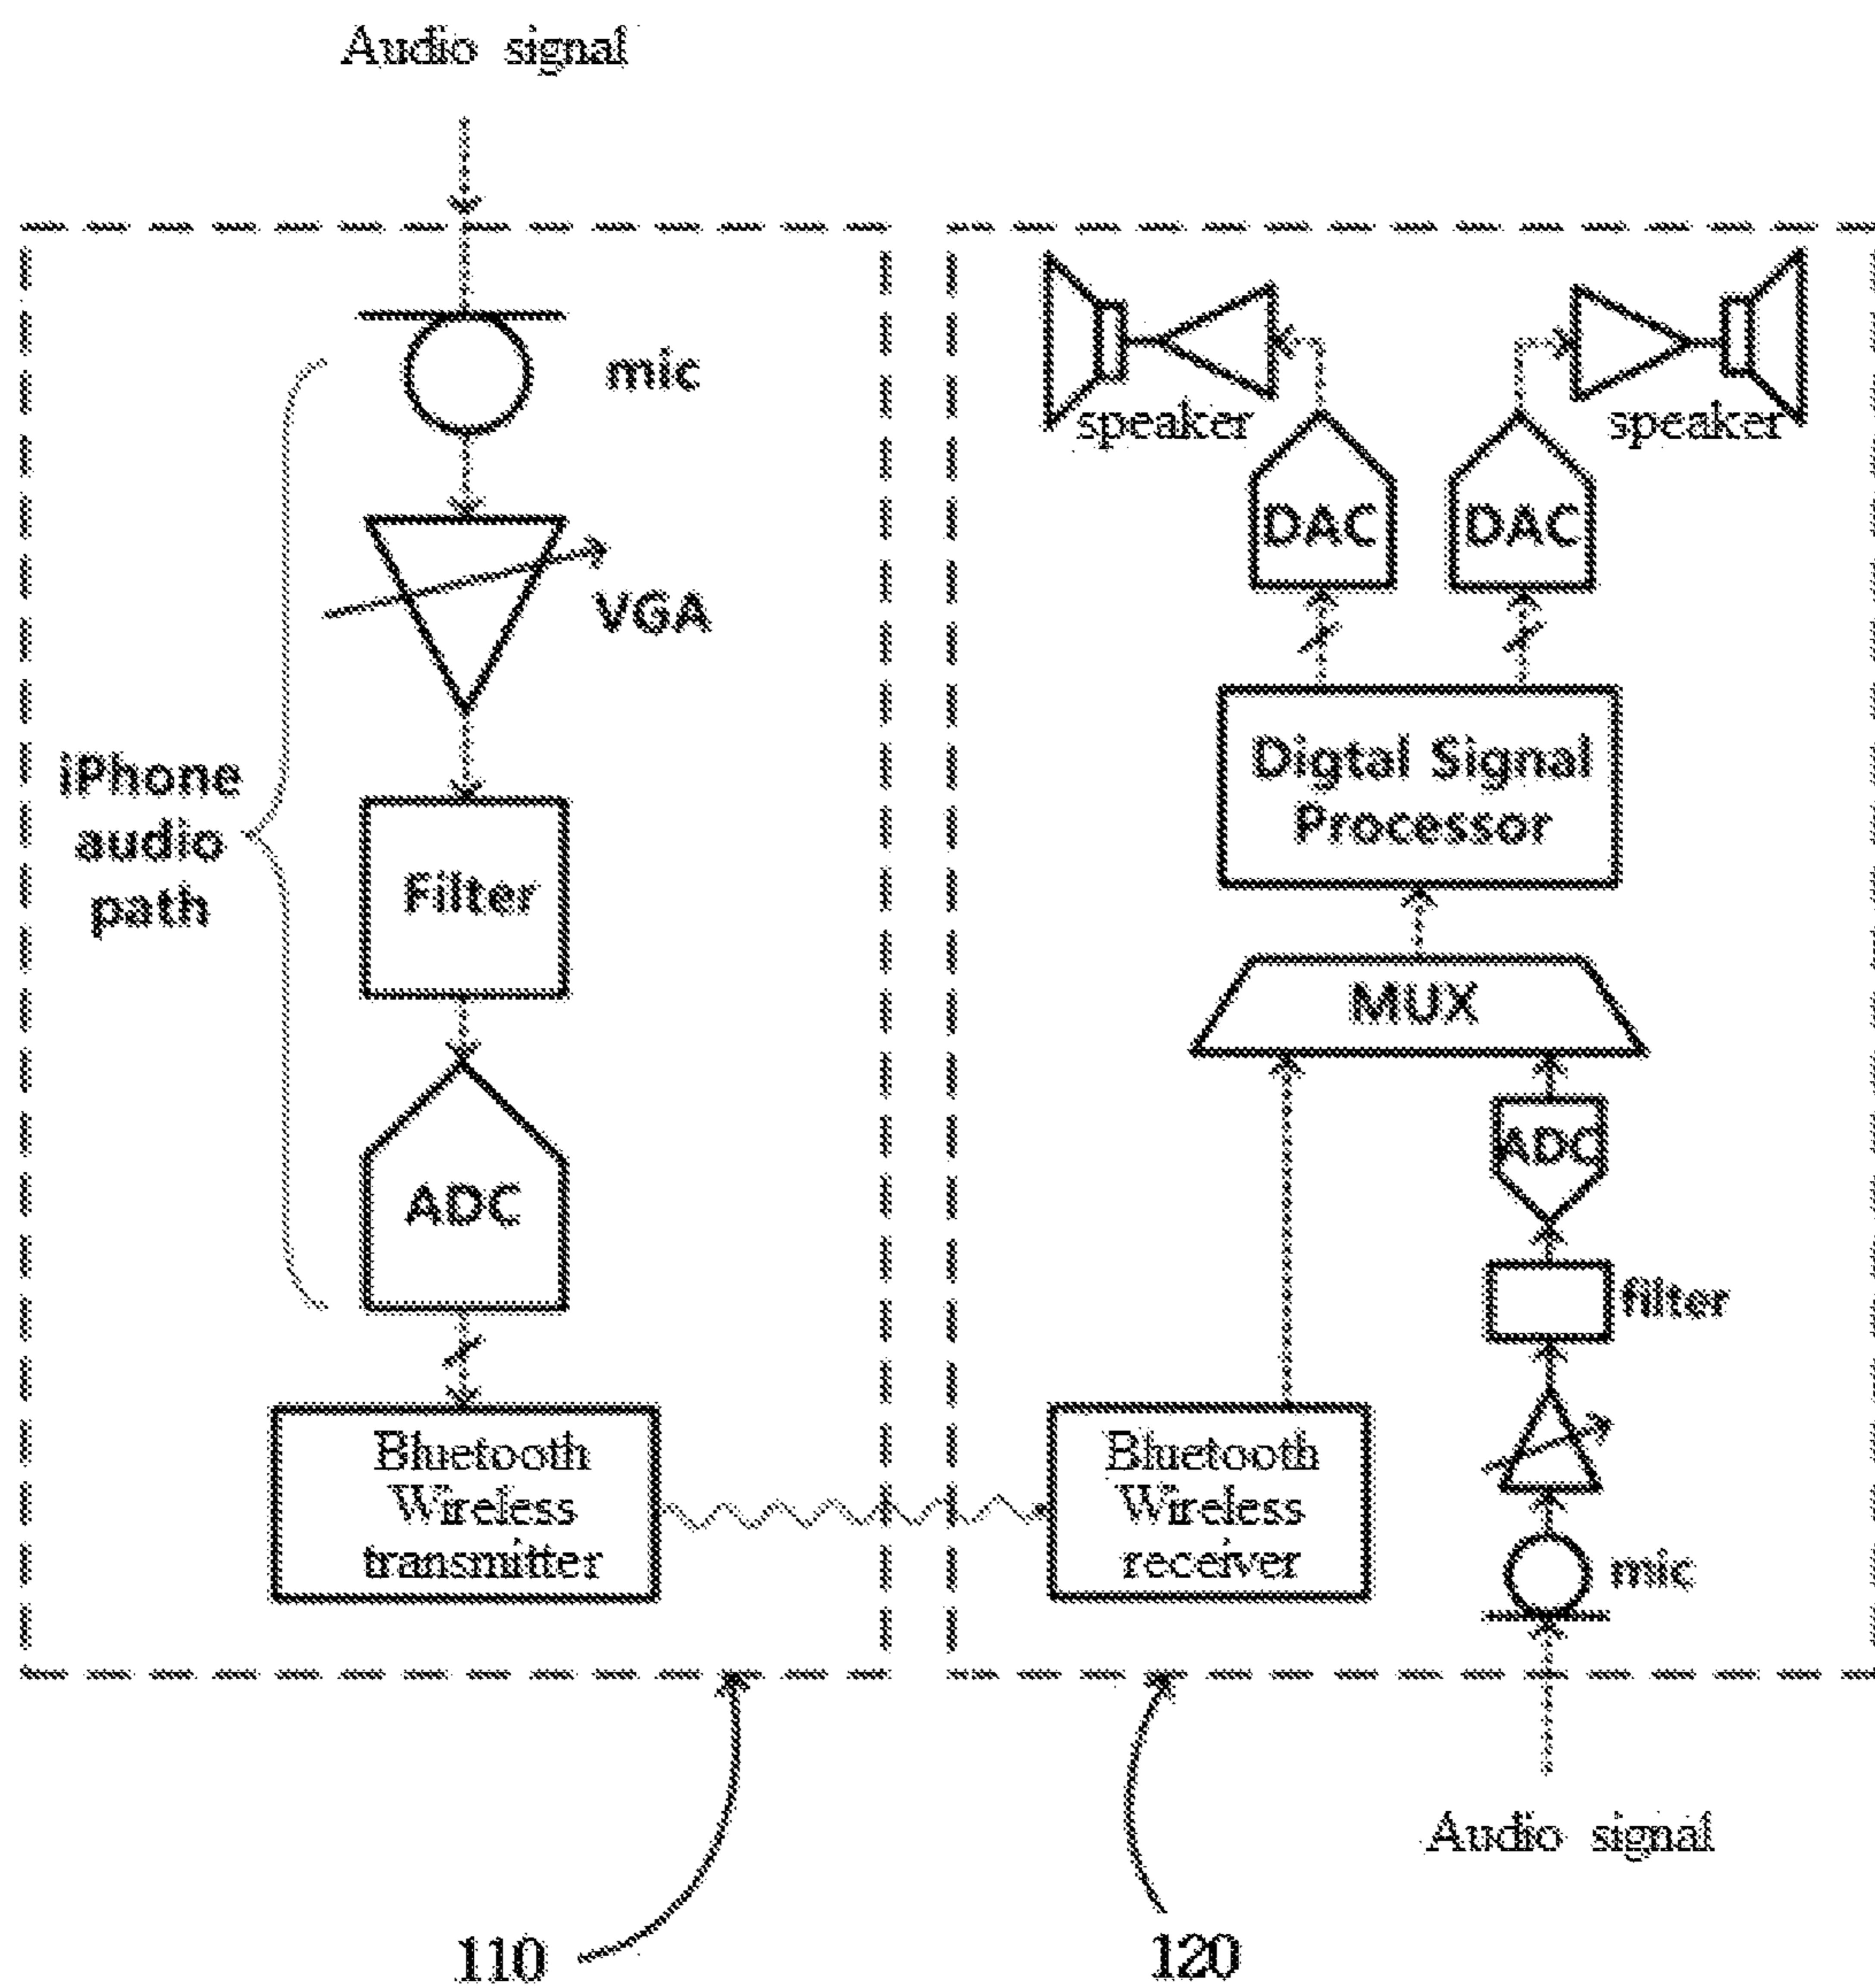 Audio signal
mic
VGA
iPhone
audio
path
Filter
ADC
Bluetooth
Wireless
transmitter
110
speaker
speaker
DAC
DAC
Digtal Signal
Processor
MUX
ADC
filter
Bluetooth
Wireless
receiver
mic
Audio signal
120